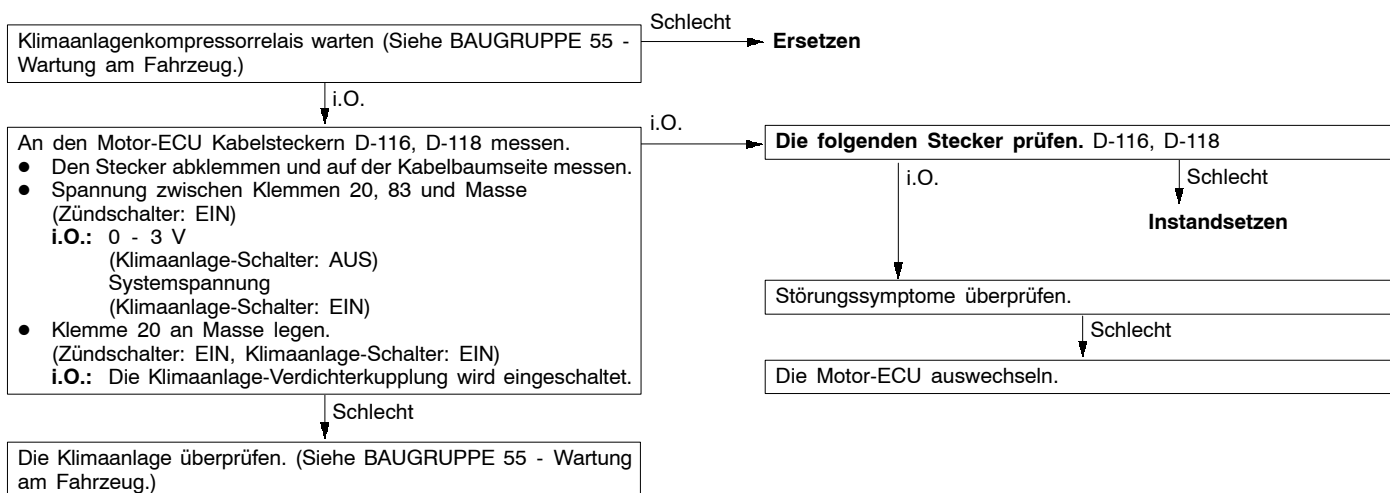 Klimaanlagenkompressorrelais warten (Siehe BAUGRUPPE 55 -
Wartung am Fahrzeug.)
Schlecht
Ersetzen
i.O.
An den Motor-ECU Kabelsteckern D-116, D-118 messen.
● Den Stecker abklemmen und auf der Kabelbaumseite messen.
● Spannung zwischen Klemmen 20, 83 und Masse
(Zündschalter: EIN)
i.O.: 0 - 3 V
(Klimaanlage-Schalter: AUS)
Systemspannung
(Klimaanlage-Schalter: EIN)
● Klemme 20 an Masse legen.
(Zündschalter: EIN, Klimaanlage-Schalter: EIN)
i.O.: Die Klimaanlage-Verdichterkupplung wird eingeschaltet.
i.O.
Die folgenden Stecker prüfen. D-116, D-118
i.O.
Schlecht
Instandsetzen
Störungssymptome überprüfen.
Schlecht
Die Motor-ECU auswechseln.
Schlecht
Die Klimaanlage überprüfen. (Siehe BAUGRUPPE 55 - Wartung
am Fahrzeug.)